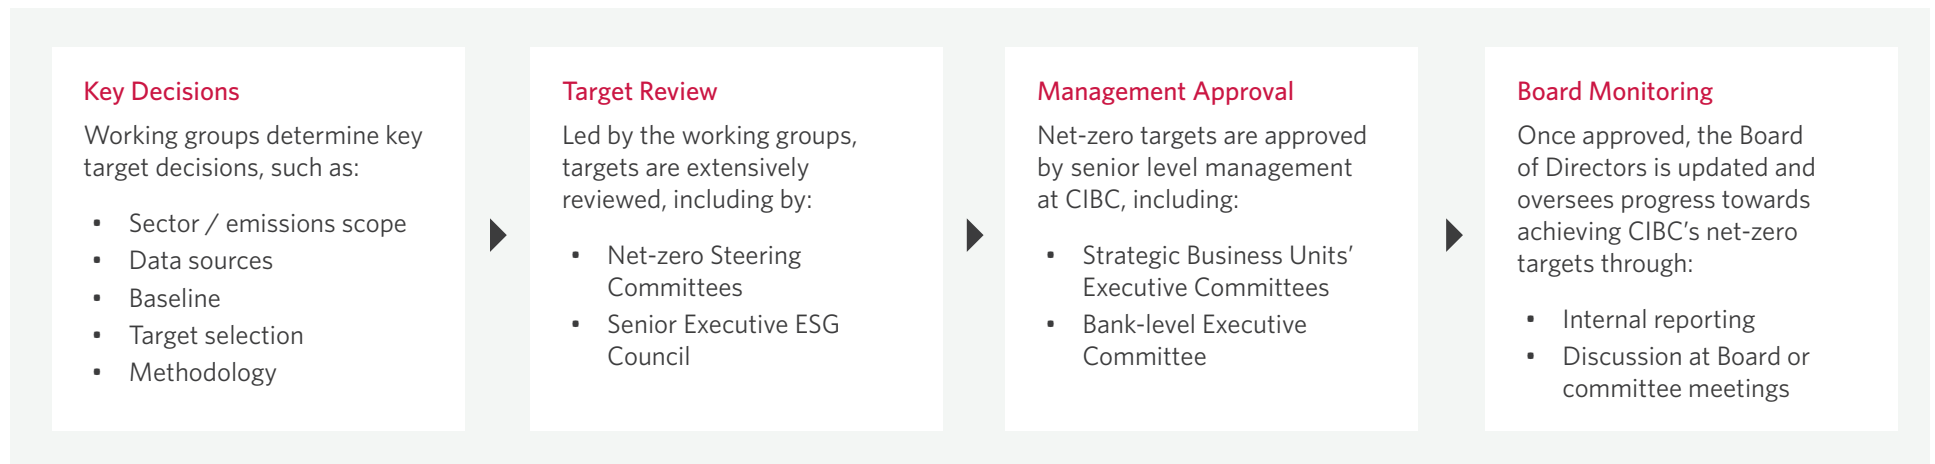 Key Decisions
Working groups determine key
target decisions, such as:
• Sector / emissions scope
• Data sources
• Baseline
• Target selection
• Methodology
Target Review
Led by the working groups,
targets are extensively
reviewed, including by:
• Net-zero Steering
Committees
• Senior Executive ESG
Council
Management Approval
Net-zero targets are approved
by senior level management
at CIBC, including:
• Strategic Business Units’
Executive Committees
• Bank-level Executive
Committee
Board Monitoring
Once approved, the Board
of Directors is updated and
oversees progress towards
achieving CIBC’s net-zero
targets through:
• Internal reporting
• Discussion at Board or
committee meetings